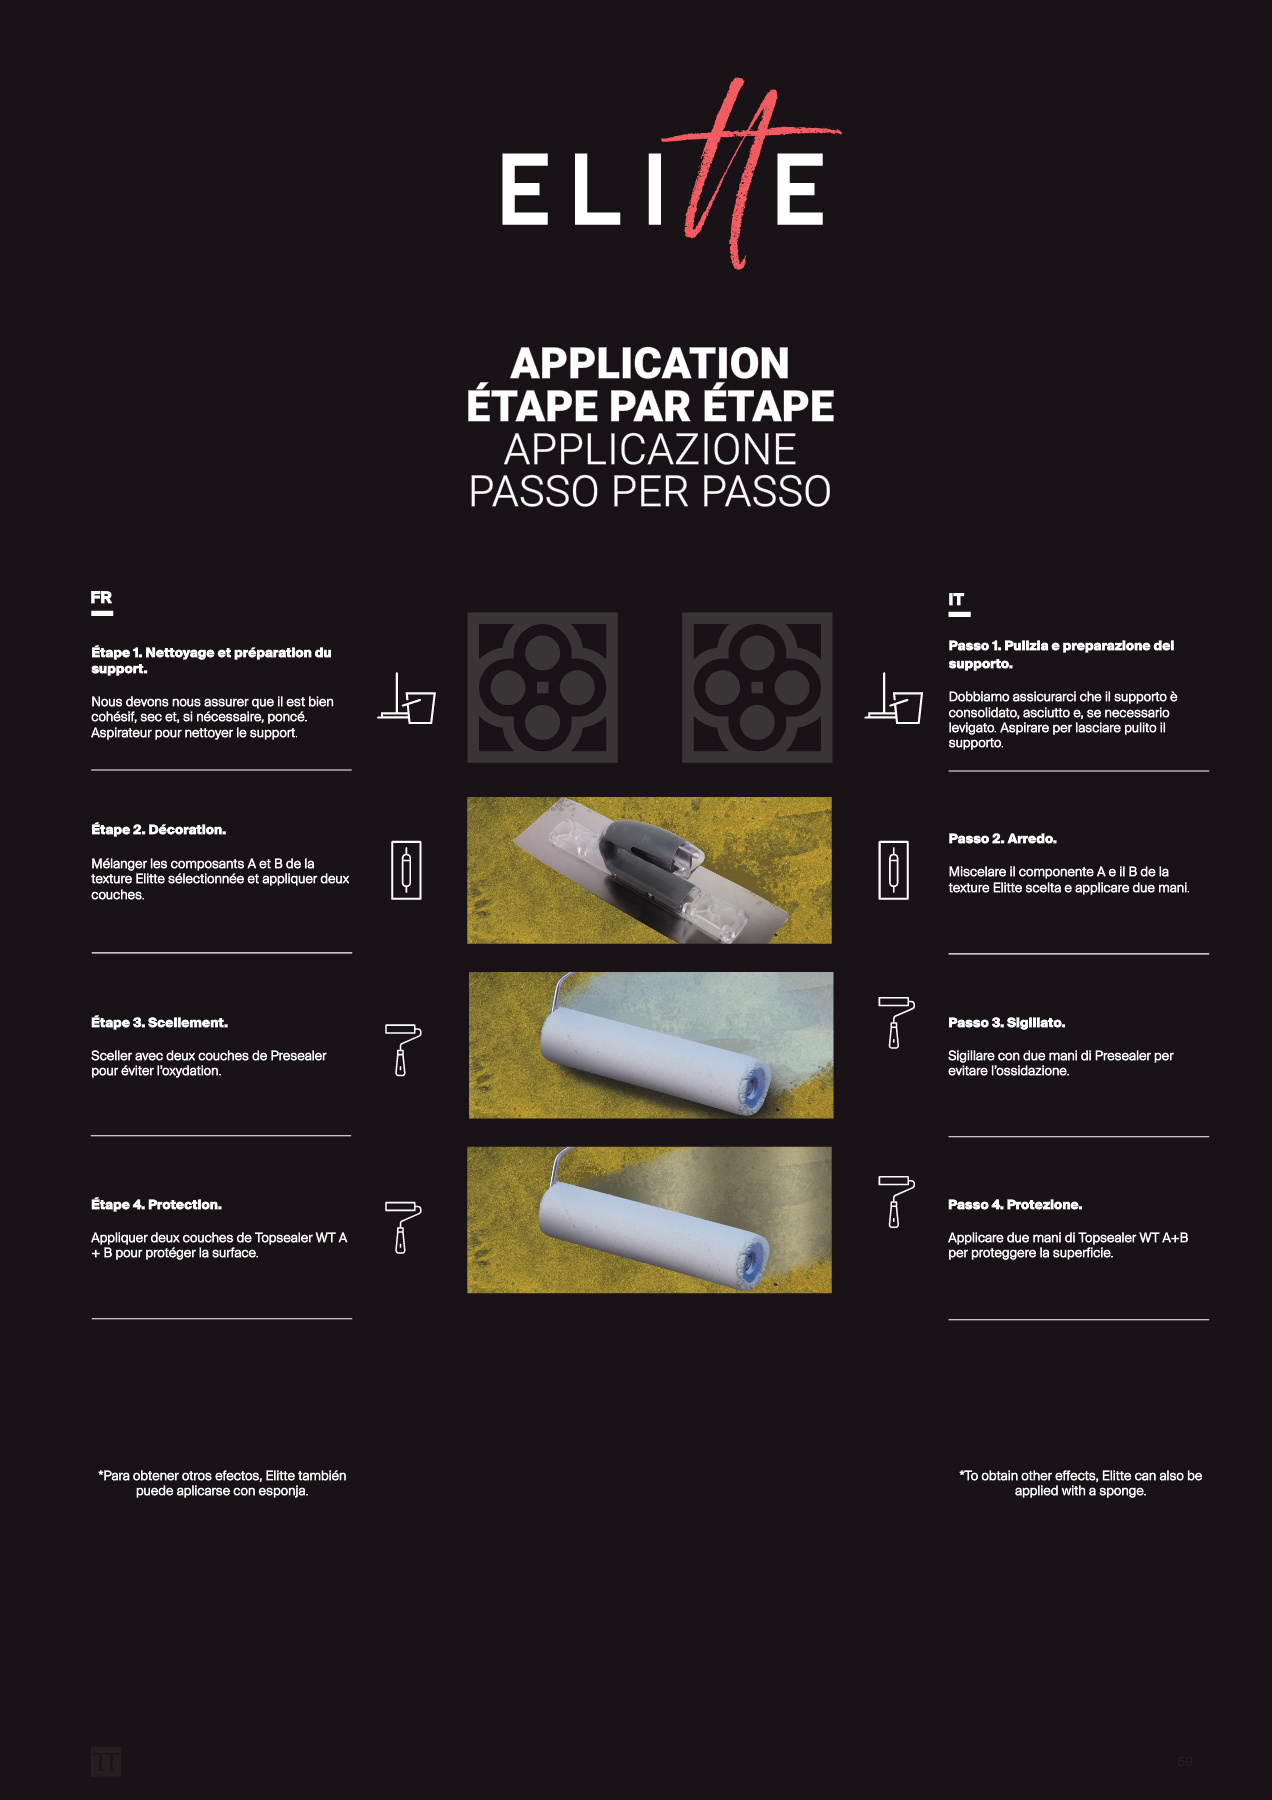 ELITTE
APPLICATION
ÉTAPE PAR ÉTAPE
APPLICAZIONE
PASSO PER PASSO
FR
Étape 1. Nettoyage et préparation du
support.
Nous devons nous assurer que il est bien
cohésif, sec et, si nécessaire, poncé.
Aspirateur pour nettoyer le support.
Étape 2. Décoration.
Mélanger les composants A et B de la
texture Elitte sélectionnée et appliquer deux
couches.
Étape 3. Scellement.
Sceller avec deux couches de Presealer
pour éviter l'oxydation.
Étape 4. Protection.
Appliquer deux couches de Topsealer WT A
+ B pour protéger la surface.
*Para obtener otros efectos, Elitte también
puede aplicarse con esponja.
IT
Passo 1. Pulizia e preparazione del
supporto.
Dobbiamo assicurarci che il supporto è
consolidato, asciutto e, se necessario
levigato. Aspirare per lasciare pulito il
supporto.
Passo 2. Arredo.
Miscelare il componente A e il B de la
texture Elitte scelta e applicare due mani.
Passo 3. Sigillato.
Sigillare con due mani di Presealer per
evitare l'ossidazione.
Passo 4. Protezione.
Applicare due mani di Topsealer WT A+B
per proteggere la superficie.
*To obtain other effects, Elitte can also be
applied with a sponge.
TT
59